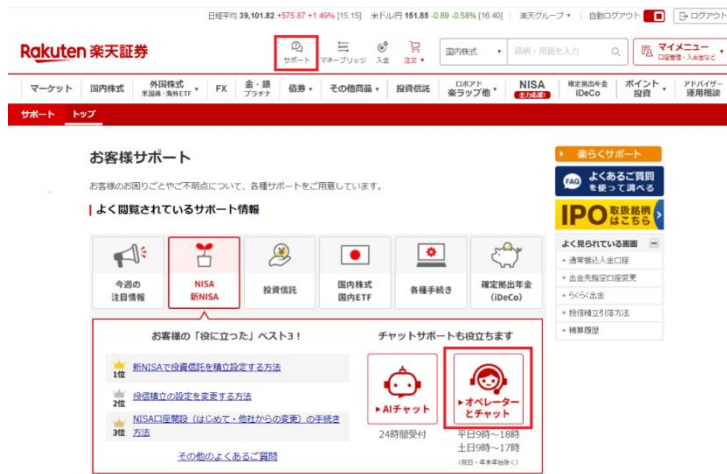 日経平均 39,101.82 +575.87 +1.49% [15:15] 米ドル/円 151.85 -0.89 -0.58% [16:40] 楽天グループ 自動ログアウト ログアウト
Rakuten 楽天証券
サポート マネーブリッジ 入金 注文 国内株式 銘柄・用語を入力 マイメニュー
口座管理・入出金など
マーケット 国内株式 外国株式 米国株・海外ETF FX 金・銀 プラチナ 債券 その他商品 投資信託 ロボアド 楽ラップ他 NISA 全力応援! 確定拠出年金 iDeCo ポイント 投資 アドバイザー 運用相談
サポート トップ
お客様サポート
お客様のお困りごとやご不明点について、各種サポートをご用意しています。
よく閲覧されているサポート情報
今週の
注目情報
NISA
新NISA
投資信託
国内株式
国内ETF
各種手続き
確定拠出年金
(iDeCo)
お客様の「役に立った」ベスト3!
1位 新NISAで投資信託を積立設定する方法
2位 投信積立の設定を変更する方法
3位 NISA口座開設(はじめて・他社からの変更)の手続き
方法
その他のよくあるご質問
チャットサポートも役立ちます
AIチャット
24時間受付
オペレーター
とチャット
平日9時~18時
土日9時~17時
(祝日・年末年始除く)
楽らくサポート
FAQ よくあるご質問
を使って調べる
IPO 取扱銘柄
はこちら
よく見られている画面
通常振込入金口座
出金先指定口座変更
らくらく出金
投信積立引落方法
精算履歴